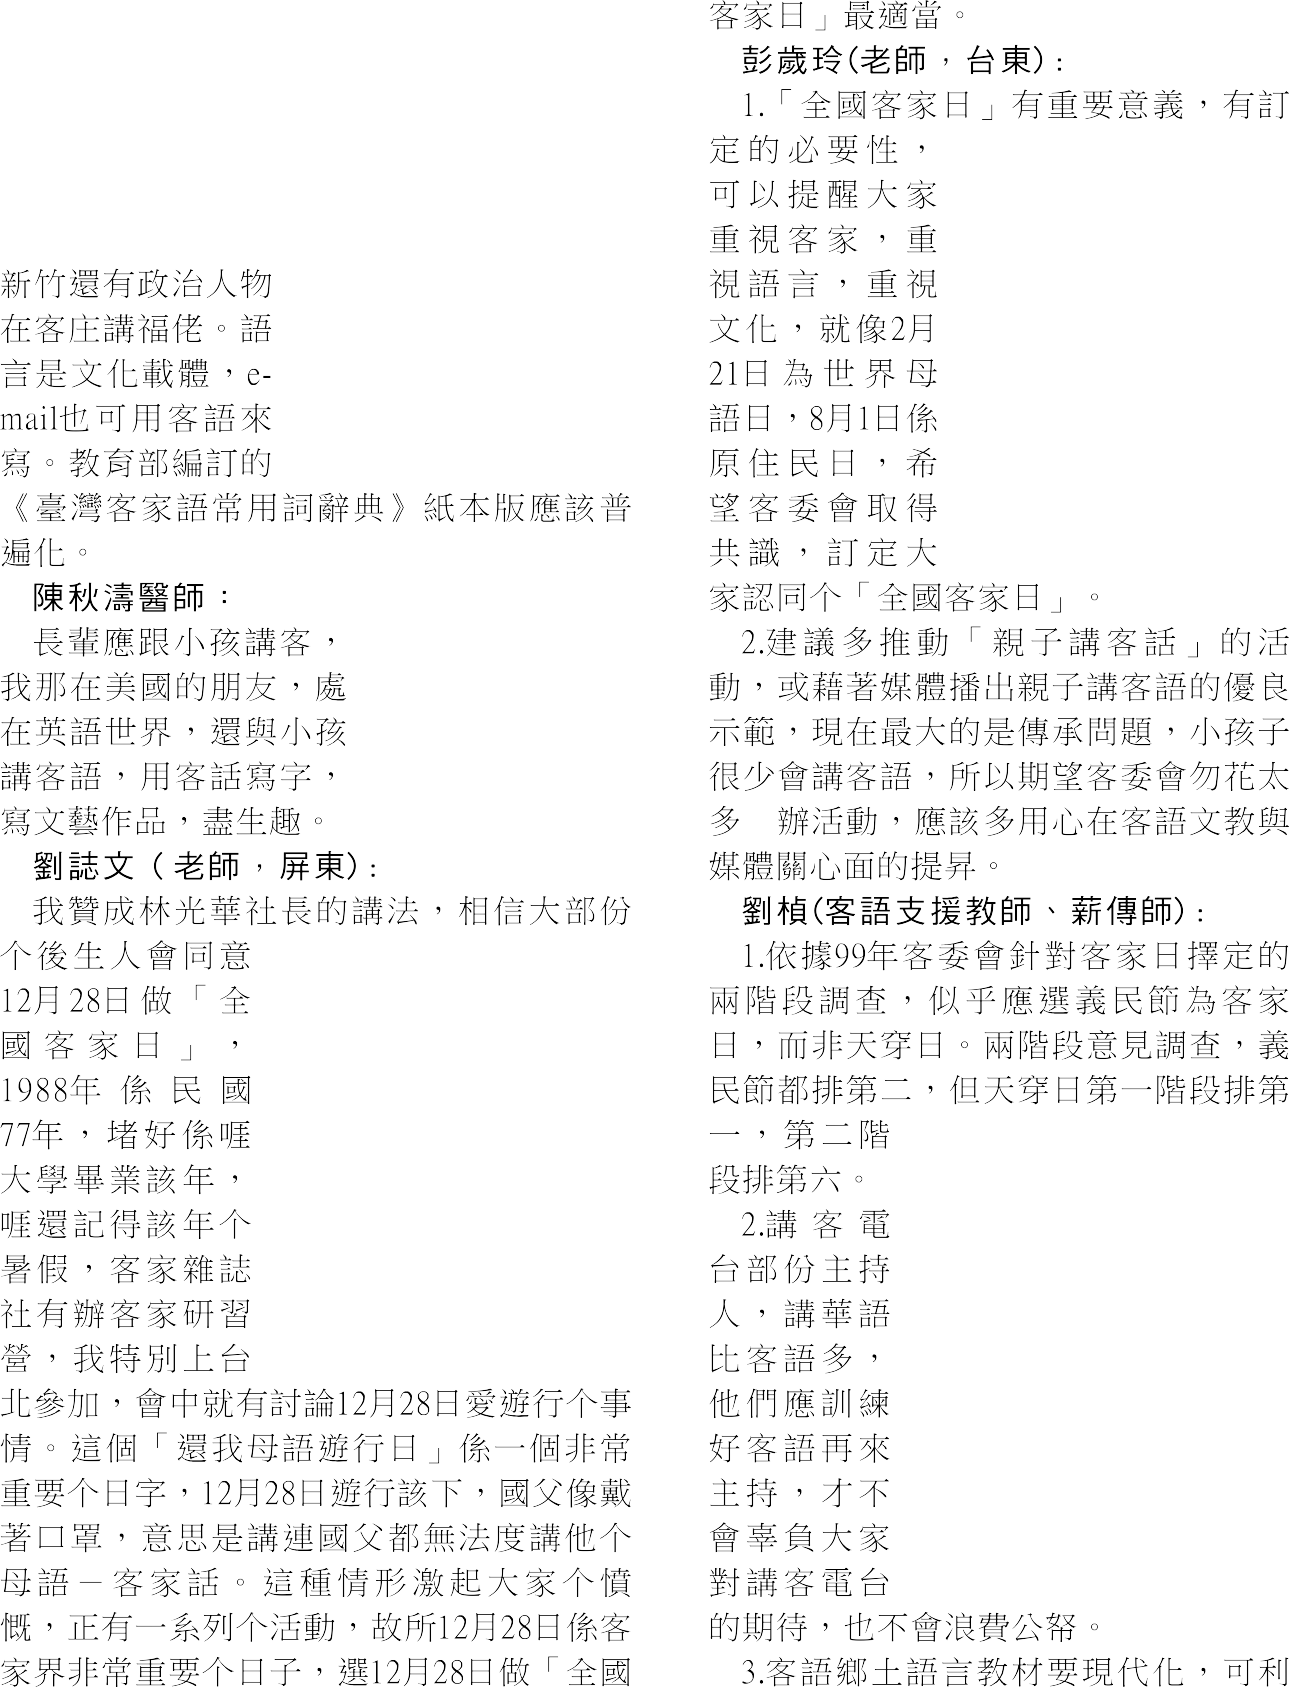 新竹還有政治人物
在客庄講福佬。語
言是文化載體，e-
mail也可用客語來
寫。教育部編訂的
《臺灣客家語常用詞辭典》紙本版應該普
遍化。
陳秋濤醫師：
長輩應跟小孩講客，
我那在美國的朋友，處
在英語世界，還與小孩
講客語，用客話寫字，
寫文藝作品，盡生趣。
劉誌文（老師，屏東)：
我贊成林光華社長的講法，相信大部份
个後生人會同意
12月28日做「全
國客家日」，
1988年係民國
77年，堵好係啀
大學畢業該年，
啀還記得該年个
暑假，客家雜誌
社有辦客家研習
營，我特別上台
北參加，會中就有討論12月28日愛遊行个事
情。這個「還我母語遊行日」係一個非常
重要个日字，12月28日遊行該下，國父像戴
著口罩，意思是講連國父都無法度講他个
母語－客家話。這種情形激起大家个憤
慨，正有一系列个活動，故所12月28日係客
家界非常重要个日子，選12月28日做「全國
客家日」最適當。
彭歲玲(老師，台東)：
1.「全國客家日」有重要意義，有訂
定的必要性，
可以提醒大家
重視客家，重
視語言，重視
文化，就像2月
21日為世界母
語日，8月1日係
原住民日，希
望客委會取得
共識，訂定大
家認同个「全國客家日」。
2.建議多推動「親子講客話」的活
動，或藉著媒體播出親子講客語的優良
示範，現在最大的是傳承問題，小孩子
很少會講客語，所以期望客委會勿花太
多　辦活動，應該多用心在客語文教與
媒體關心面的提昇。
劉楨(客語支援教師、薪傳師)：
1.依據99年客委會針對客家日擇定的
兩階段調查，似乎應選義民節為客家
日，而非天穿日。兩階段意見調查，義
民節都排第二，但天穿日第一階段排第
一，第二階
段排第六。
2.講客電
台部份主持
人，講華語
比客語多，
他們應訓練
好客語再來
主持，才不
會辜負大家
對講客電台
的期待，也不會浪費公帑。
3.客語鄉土語言教材要現代化，可利